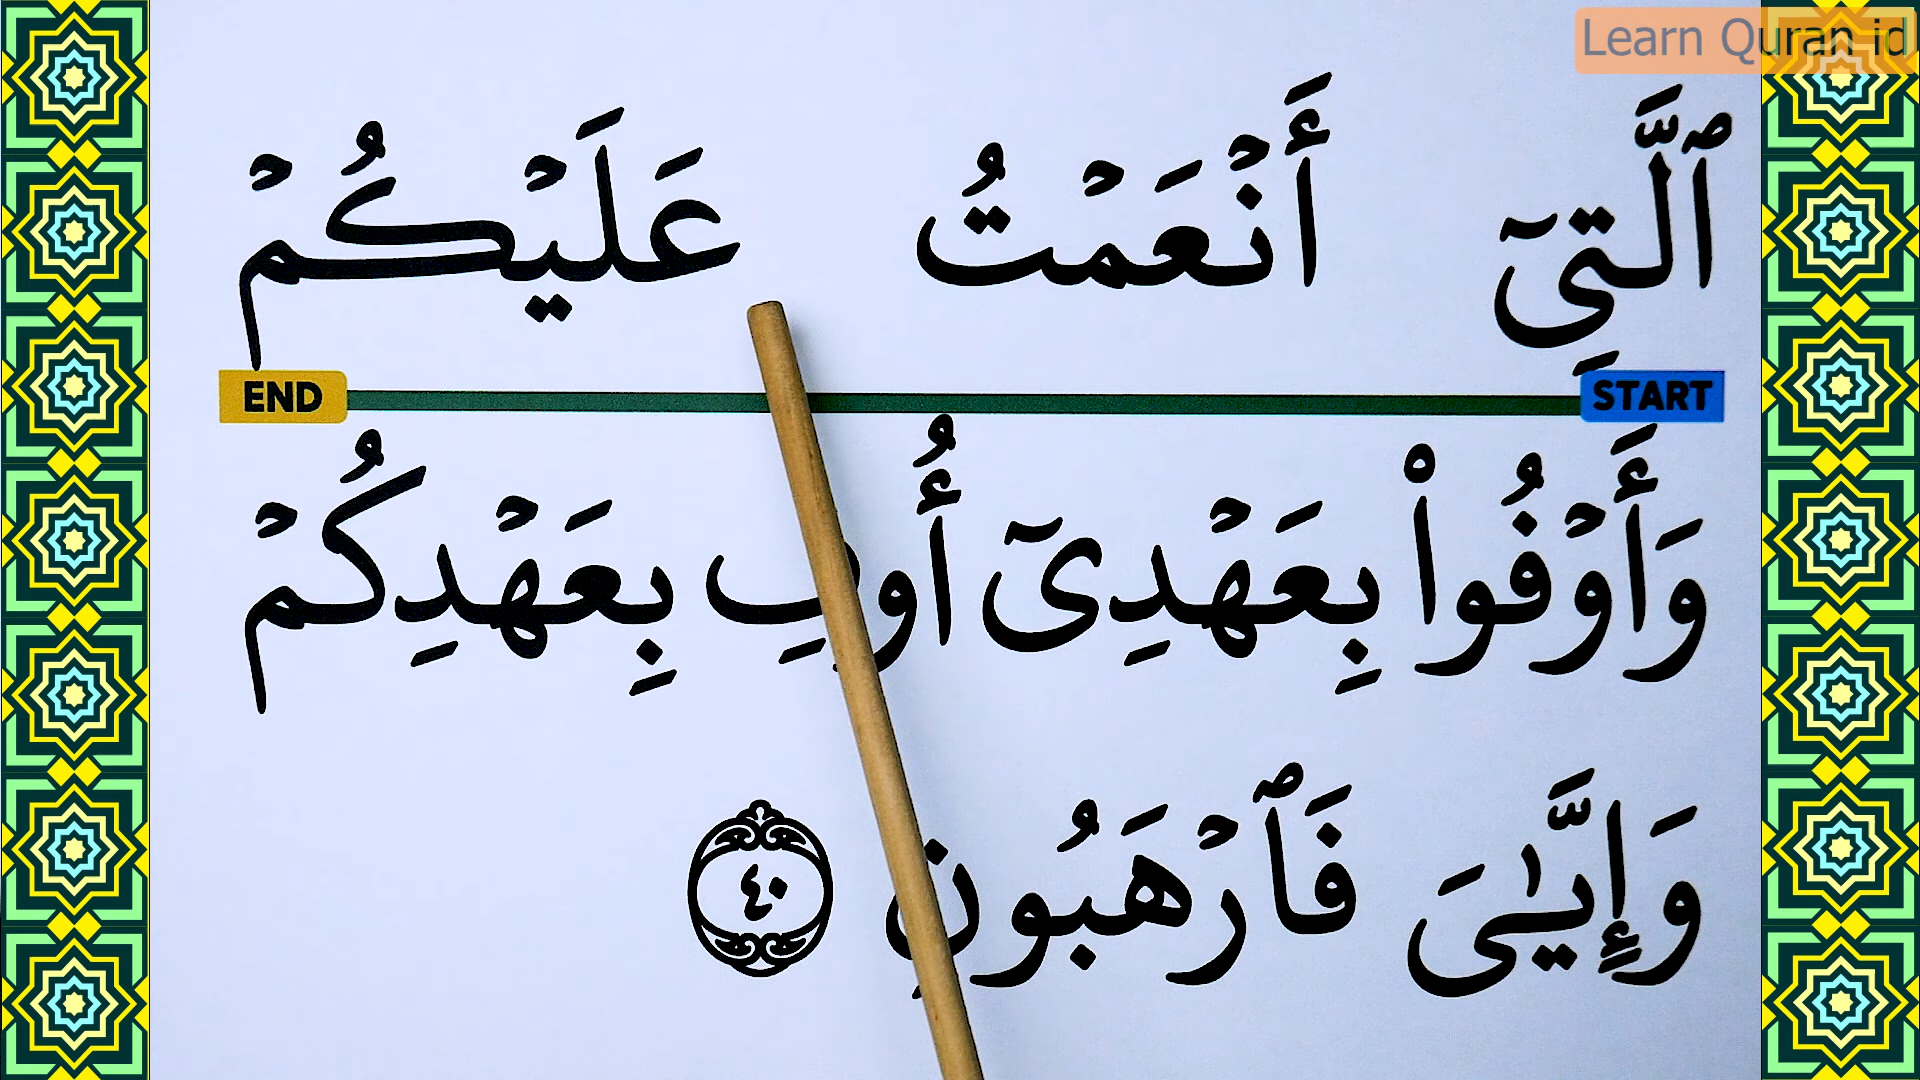 Learn Quran id
ٱلَّتِىٓ أَنۡعَمۡتُ عَلَيۡكُمۡ
END START
وَأَوۡفُواْ بِعَهۡدِىٓ أُوفِ بِعَهۡدِكُمۡ
وَإِيَّـٰىَ فَٱرۡهَبُونِ ٤٠